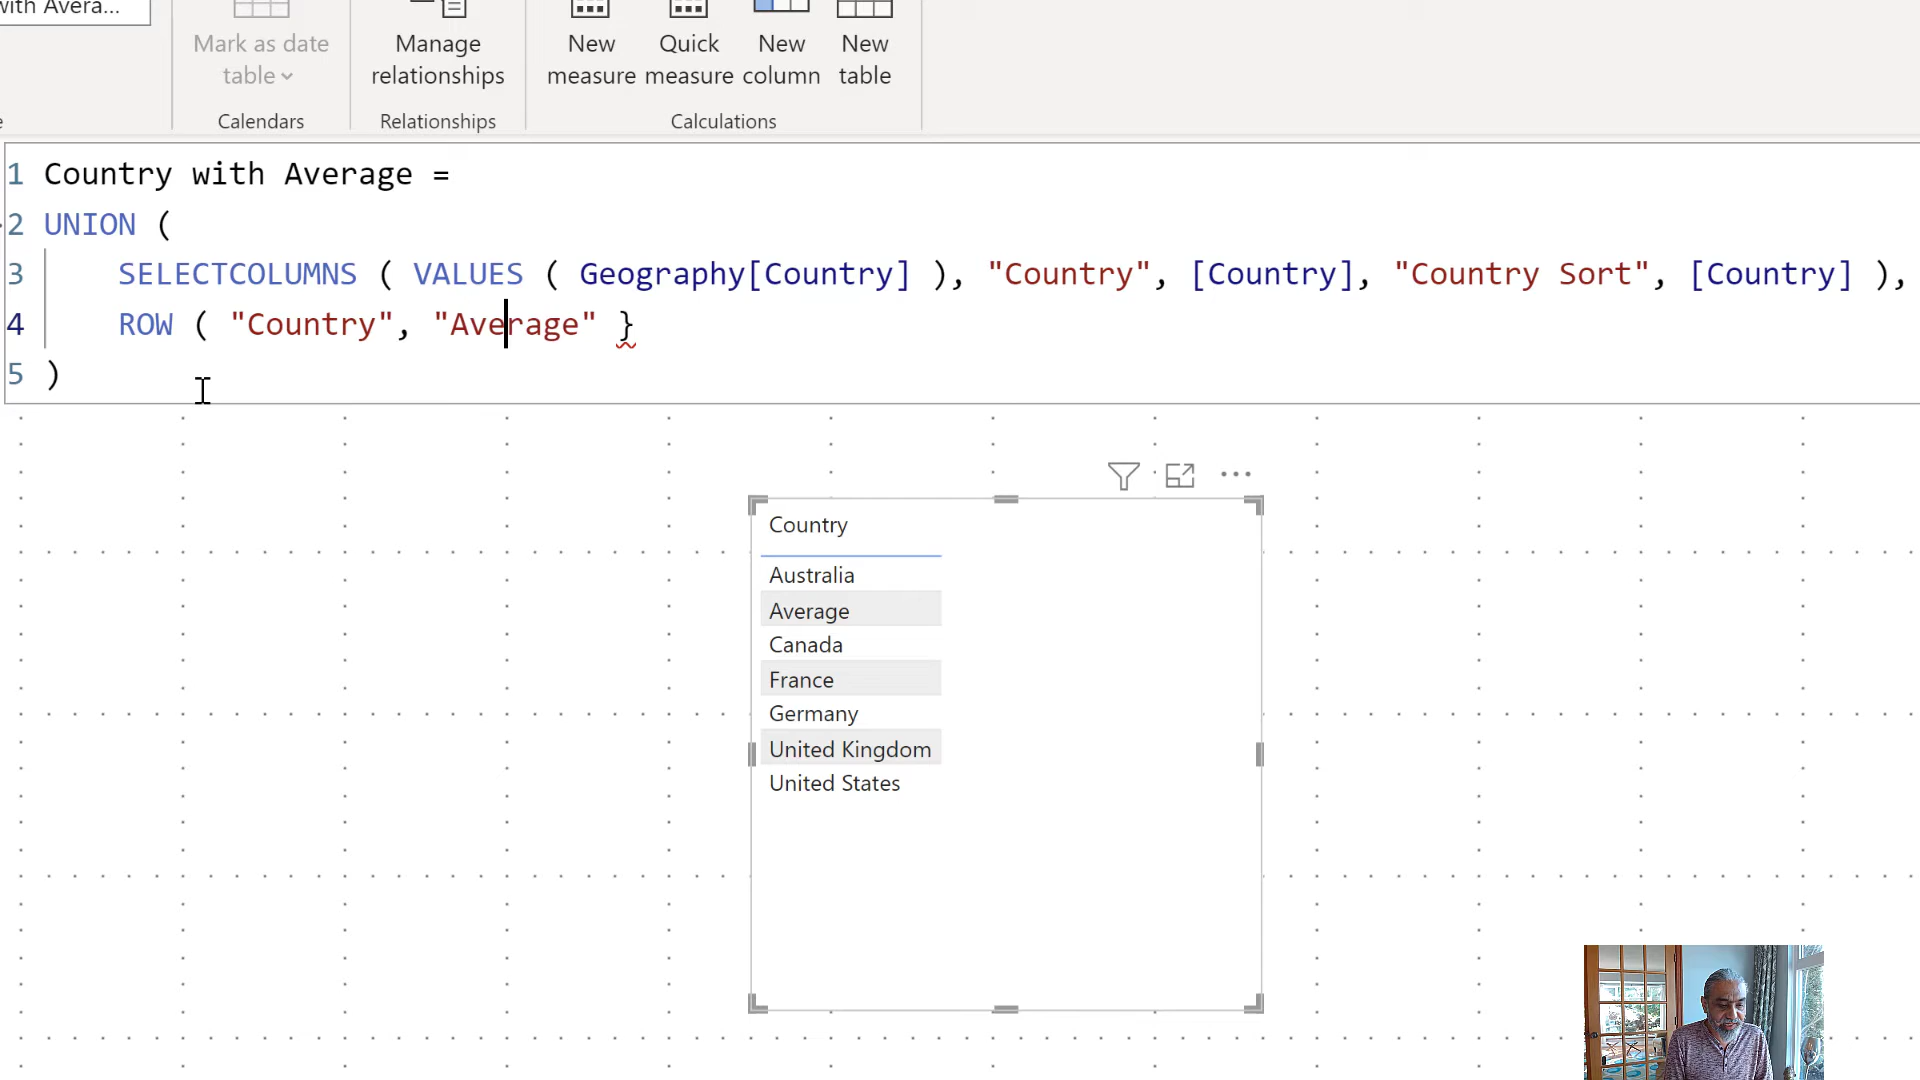 with Avera...
Mark as date
table
Manage
relationships
New
measure
Quick
measure
New
column
New
table
Calendars
Relationships
Calculations
1 Country with Average =
2 UNION (
3 SELECTCOLUMNS ( VALUES ( Geography[Country] ), "Country", [Country], "Country Sort", [Country] ),
4 ROW ( "Country", "Average" }
5 )
Country
Australia
Average
Canada
France
Germany
United Kingdom
United States